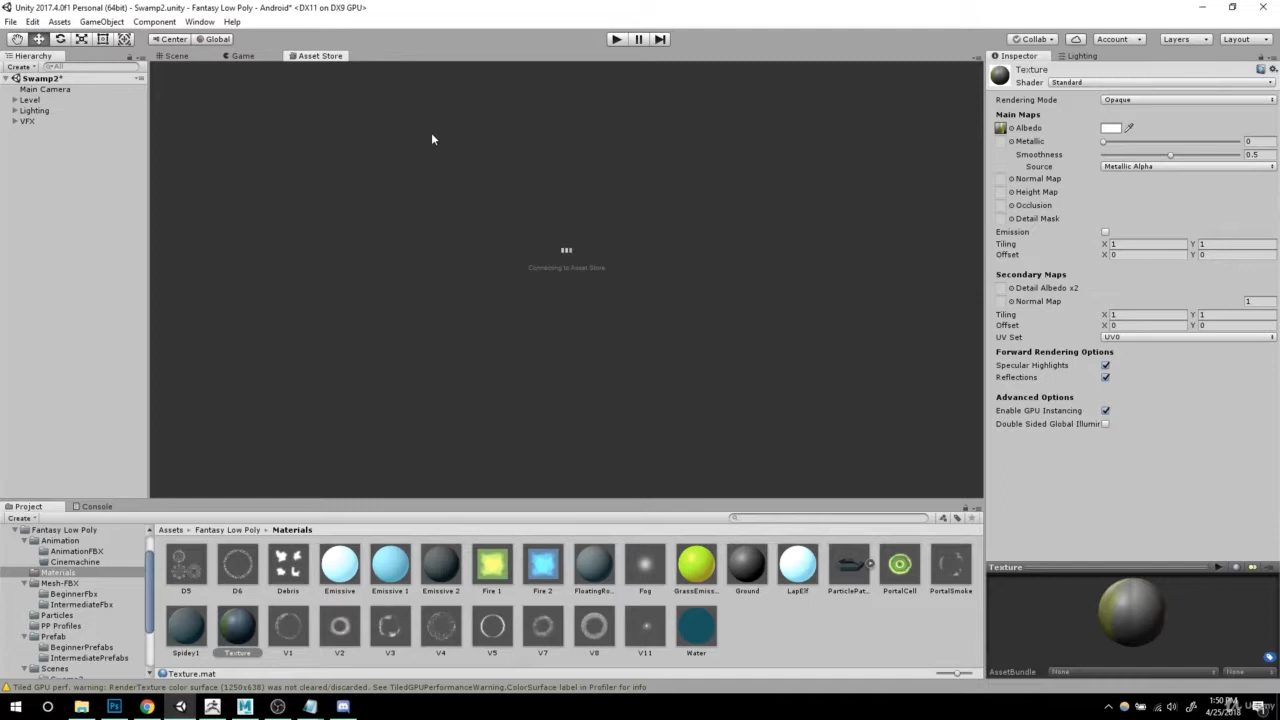 Unity 2017.4.0f1 Personal (64bit) - Swamp2.unity - Fantasy Low Poly - Android* <DX11 on DX9 GPU>
File Edit Assets GameObject Component Window Help
Center Global
Collab Account Layers Layout
Hierarchy
Create All
Swamp2*
Main Camera
Level
Lighting
VFX
Scene Game Asset Store
Connecting to Asset Store.
Inspector Lighting
Texture
Shader Standard
Rendering Mode Opaque
Main Maps
Albedo
Metallic 0
Smoothness 0.5
Source Metallic Alpha
Normal Map
Height Map
Occlusion
Detail Mask
Emission
Tiling X 1 Y 1
Offset X 0 Y 0
Secondary Maps
Detail Albedo x2
Normal Map 1
Tiling X 1 Y 1
Offset X 0 Y 0
UV Set UV0
Forward Rendering Options
Specular Highlights
Reflections
Advanced Options
Enable GPU Instancing
Double Sided Global Illumir
Project Console
Create
Fantasy Low Poly
Animation
AnimationFBX
Cinemachine
Materials
Mesh-FBX
BeginnerFbx
IntermediateFbx
Particles
PP Profiles
Prefab
BeginnerPrefabs
IntermediatePrefabs
Scenes
Assets Fantasy Low Poly Materials
D5 D6 Debris Emissive Emissive 1 Emissive 2 Fire 1 Fire 2 FloatingRo... Fog GrassEmiss... Ground LapElf ParticlePat... PortalCell PortalSmoke
Spidey1 Texture V1 V2 V3 V4 V5 V7 V8 V11 Water
Texture.mat
Texture
AssetBundle None None
Tiled GPU perf. warning: RenderTexture color surface (1250x638) was not cleared/discarded. See TiledGPUPerformanceWarning.ColorSurface label in Profiler for info
1:50 PM
4/25/2018
Udemy